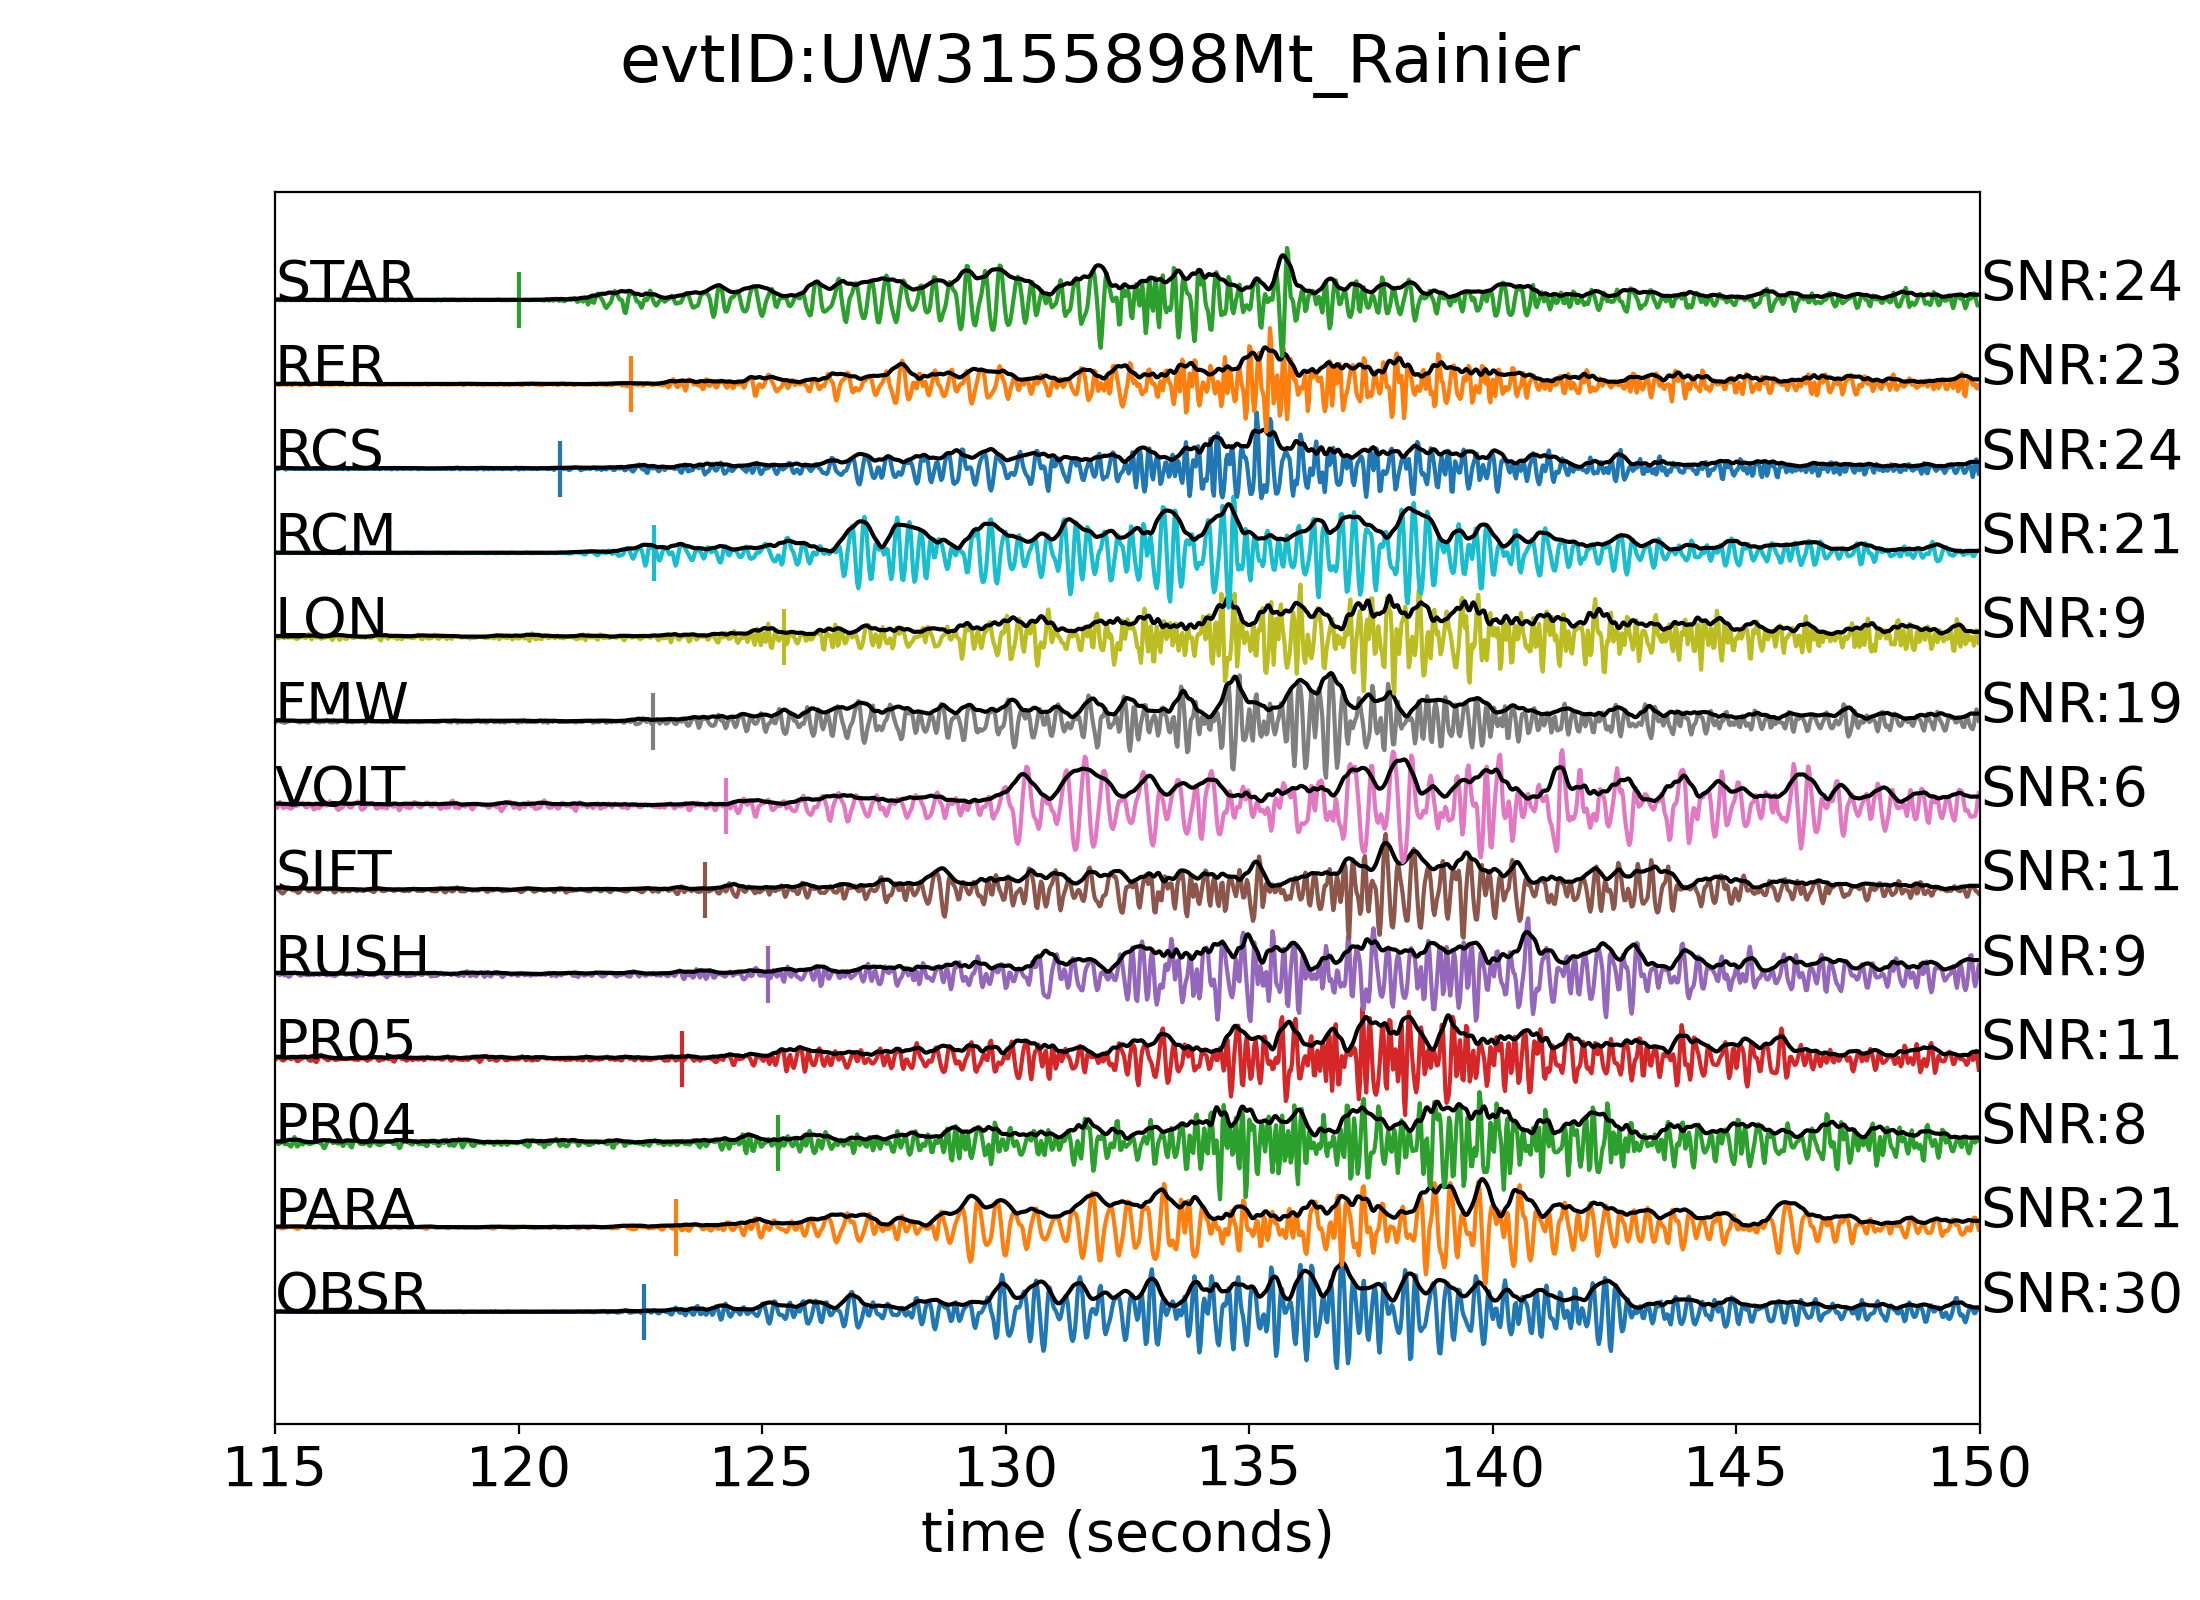 evtID:UW3155898Mt_Rainier
STAR SNR:24
RER SNR:23
RCS SNR:24
RCM SNR:21
LON SNR:9
FMW SNR:19
VOIT SNR:6
SIFT SNR:11
RUSH SNR:9
PR05 SNR:11
PR04 SNR:8
PARA SNR:21
OBSR SNR:30
115 120 125 130 135 140 145 150
time (seconds)